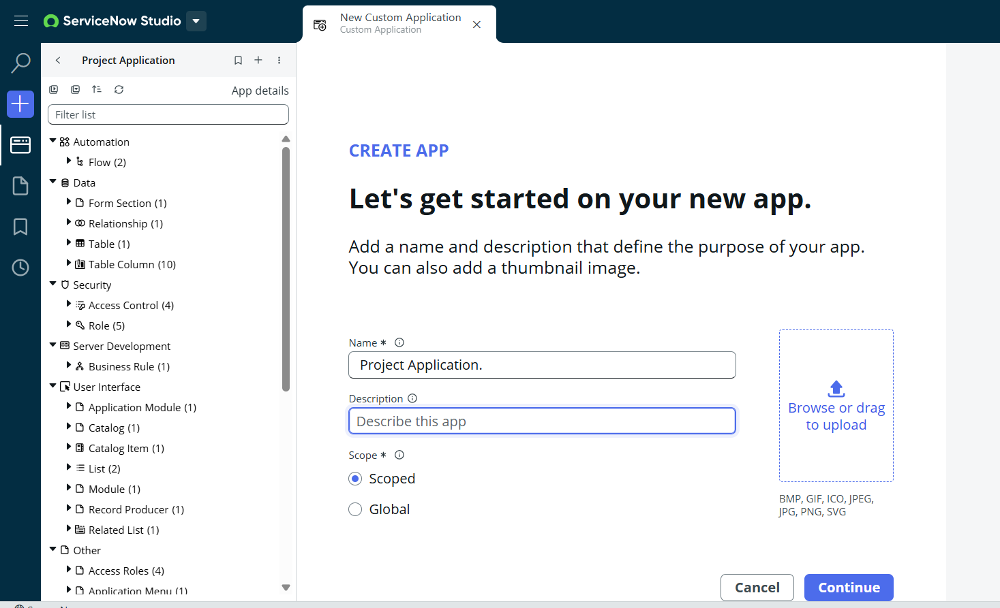 ServiceNow Studio
New Custom Application
Custom Application
Project Application
App details
Filter list
Automation
Flow (2)
Data
Form Section (1)
Relationship (1)
Table (1)
Table Column (10)
Security
Access Control (4)
Role (5)
Server Development
Business Rule (1)
User Interface
Application Module (1)
Catalog (1)
Catalog Item (1)
List (2)
Module (1)
Record Producer (1)
Related List (1)
Other
Access Roles (4)
Application Menu (1)
CREATE APP
Let's get started on your new app.
Add a name and description that define the purpose of your app.
You can also add a thumbnail image.
Name *
Project Application.
Description
Describe this app
Scope *
Scoped
Global
Browse or drag
to upload
BMP, GIF, ICO, JPEG,
JPG, PNG, SVG
Cancel
Continue